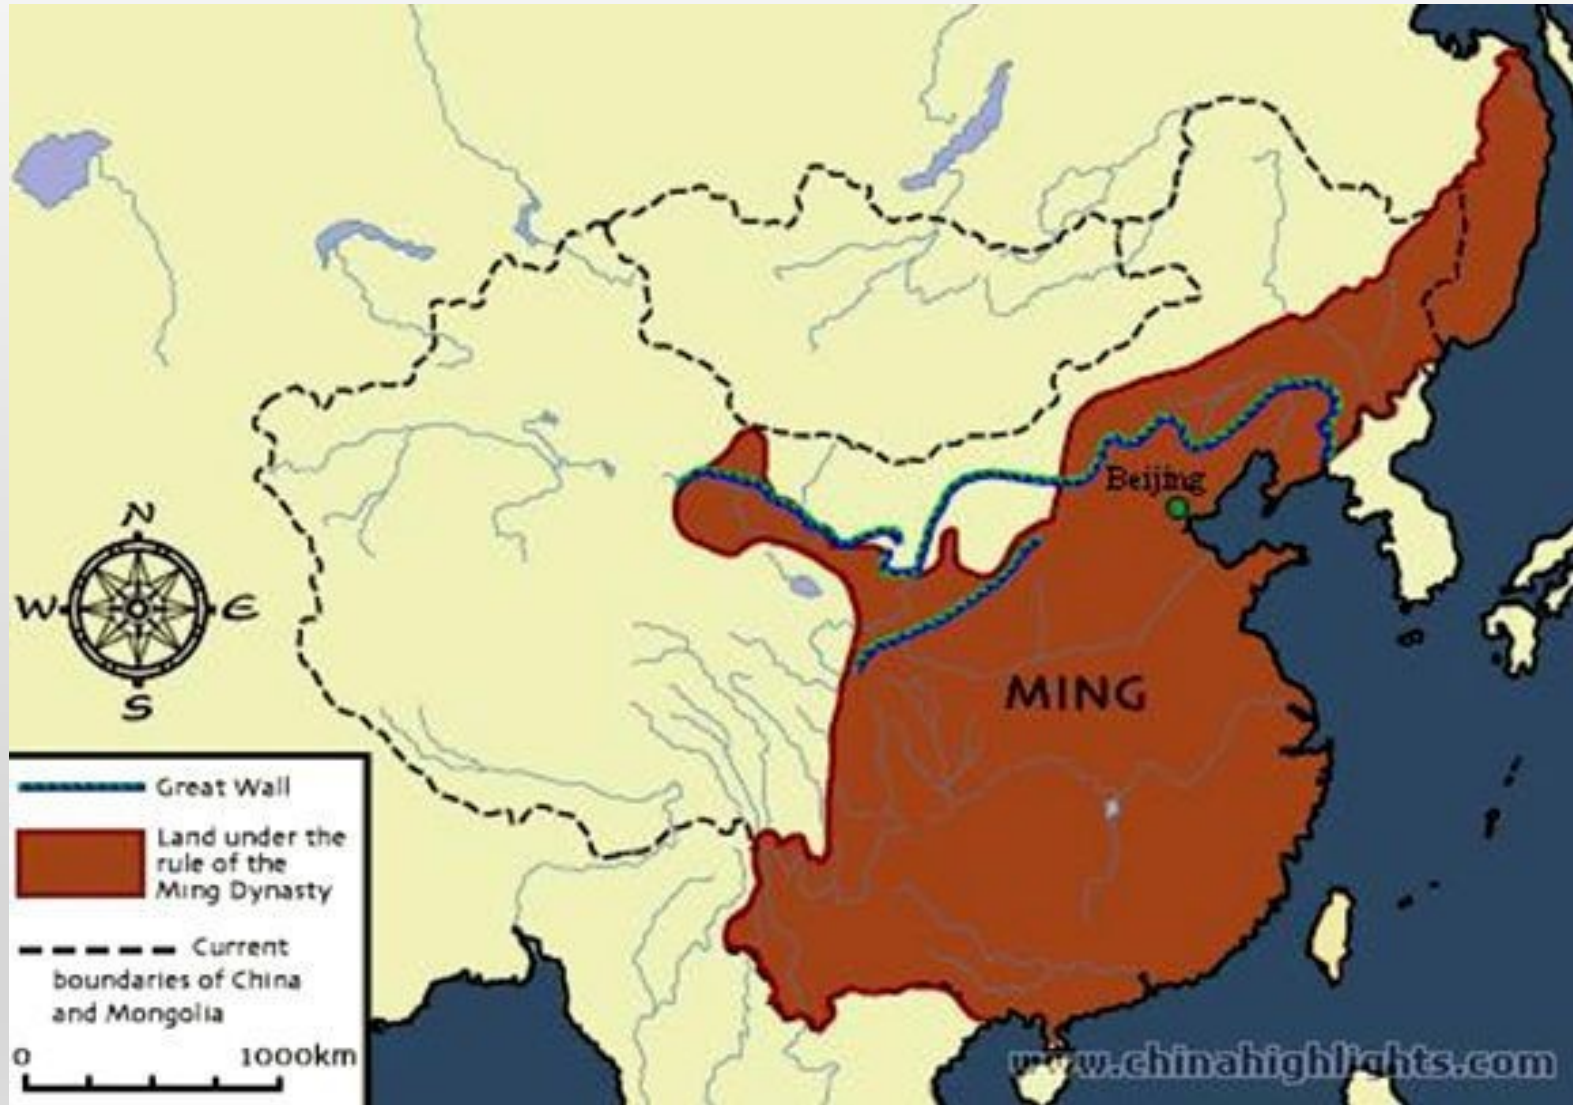 N
W
E
S
Beijing
MING
Great Wall
Land under the
rule of the
Ming Dynasty
Current
boundaries of China
and Mongolia
0 1000km
www.chinahighlights.com